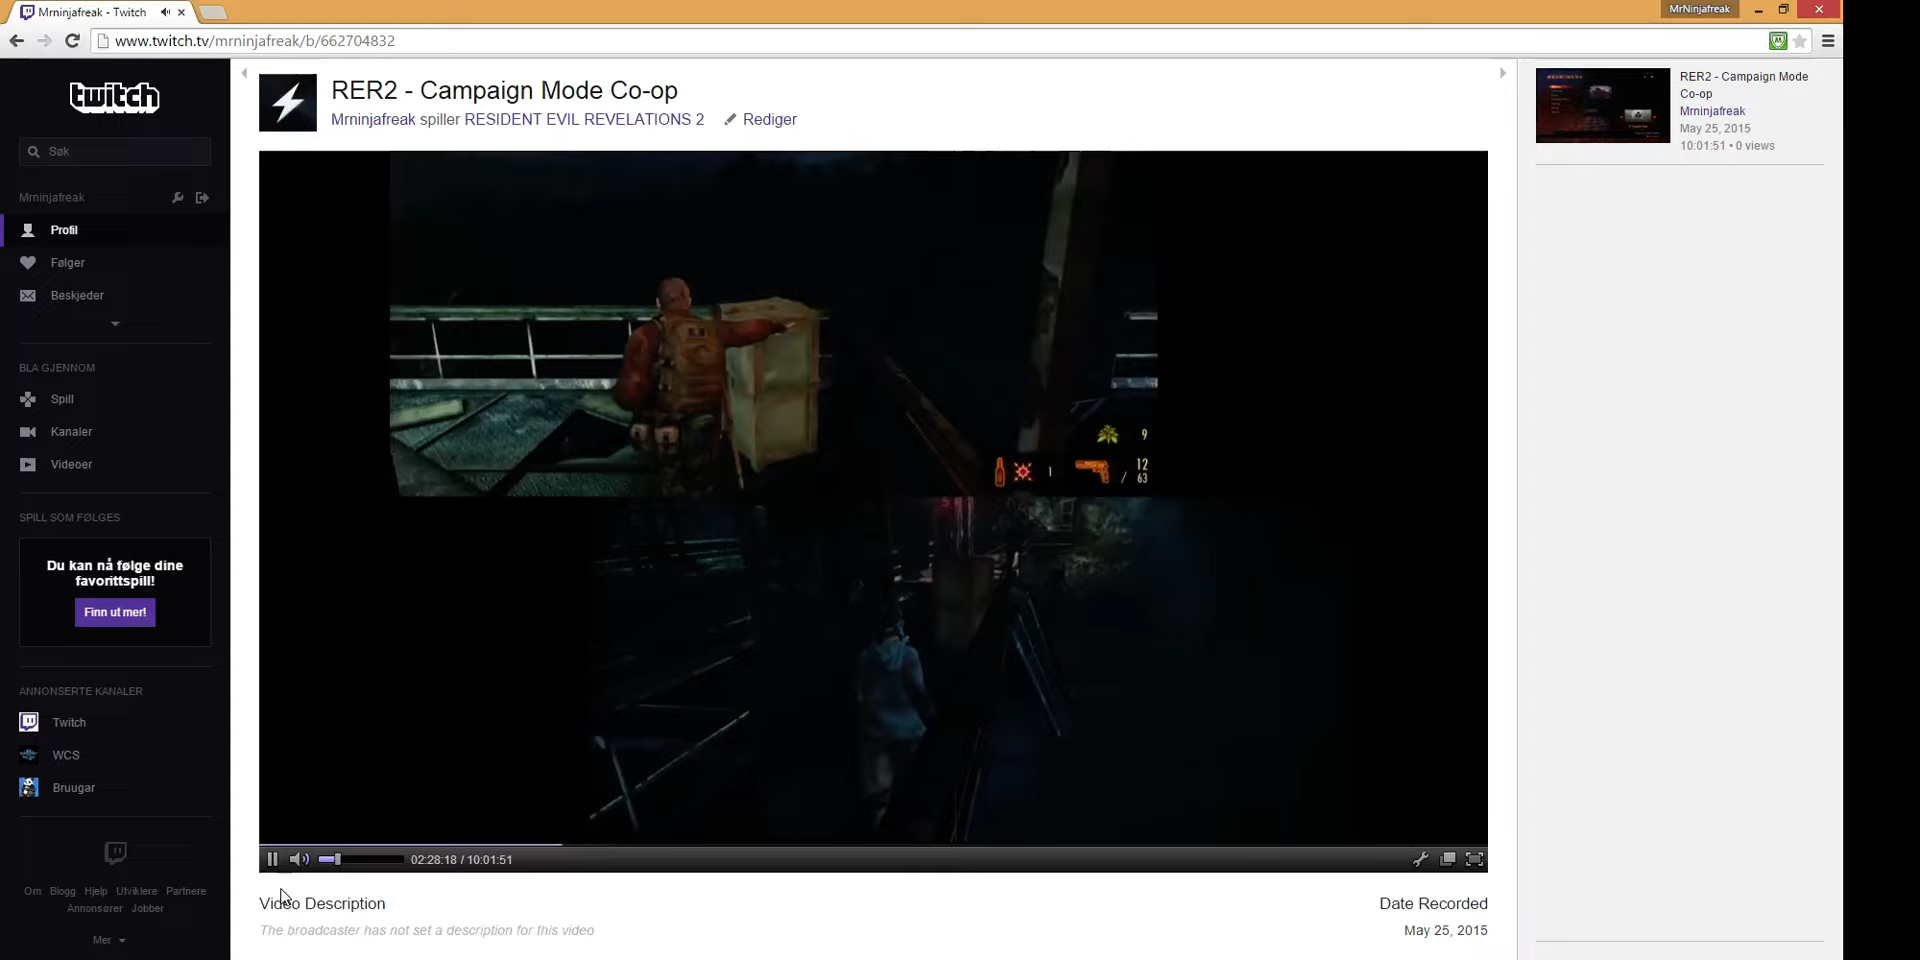 Mrninjafreak - Twitch
MrNinjafreak
www.twitch.tv/mrninjafreak/b/662704832
twitch
Søk
Mrninjafreak
Profil
Følger
Beskjeder
BLA GJENNOM
Spill
Kanaler
Videoer
SPILL SOM FØLGES
Du kan nå følge dine
favorittspill!
Finn ut mer!
ANNONSERTE KANALER
Twitch
WCS
Bruugar
Om Blogg Hjelp Utviklere Partnere
Annonsører Jobber
Mer
RER2 - Campaign Mode Co-op
Mrninjafreak spiller RESIDENT EVIL REVELATIONS 2 Rediger
9
1 12
/ 63
02:28:18 / 10:01:51
Video Description
The broadcaster has not set a description for this video
Date Recorded
May 25, 2015
RER2 - Campaign Mode
Co-op
Mrninjafreak
May 25, 2015
10:01:51 • 0 views